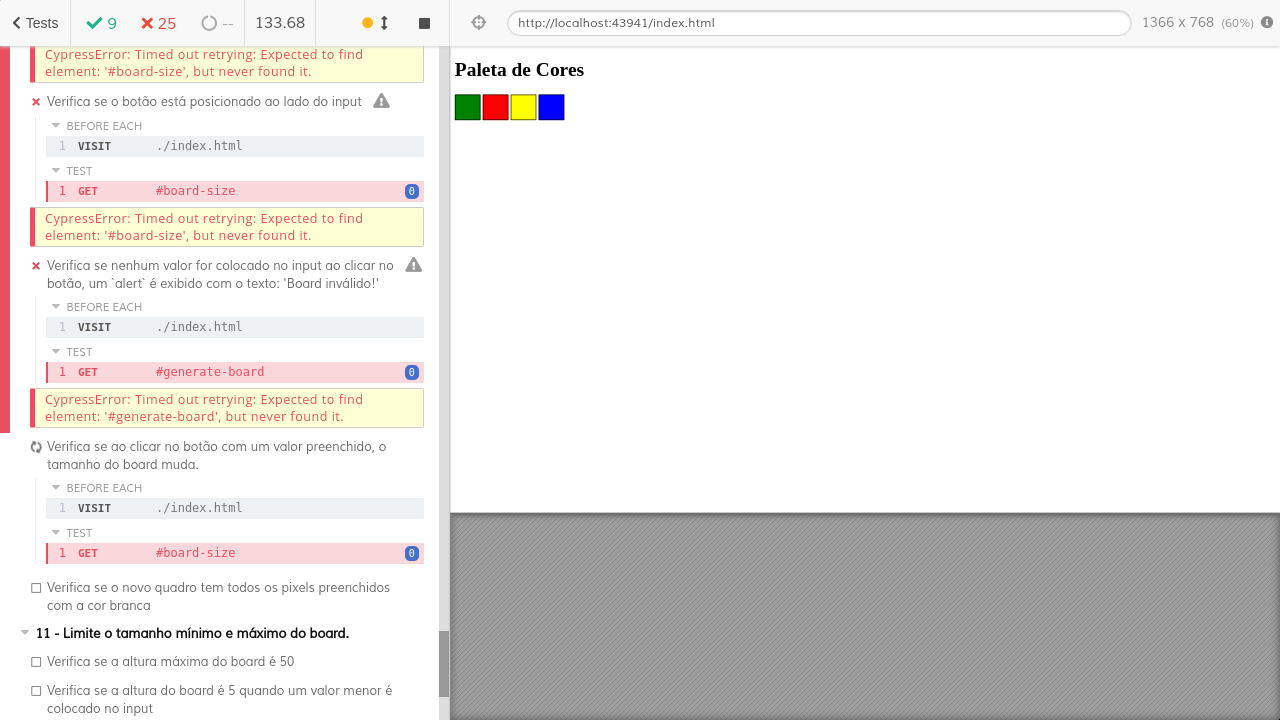 Tests 9 25 -- 133.68 http://localhost:43941/index.html 1366 x 768 (60%)
CypressError: Timed out retrying: Expected to find
element: '#board-size', but never found it.
Verifica se o botão está posicionado ao lado do input
BEFORE EACH
1 VISIT ./index.html
TEST
1 GET #board-size 0
CypressError: Timed out retrying: Expected to find
element: '#board-size', but never found it.
Verifica se nenhum valor for colocado no input ao clicar no
botão, um `alert` é exibido com o texto: 'Board inválido!'
BEFORE EACH
1 VISIT ./index.html
TEST
1 GET #generate-board 0
CypressError: Timed out retrying: Expected to find
element: '#generate-board', but never found it.
Verifica se ao clicar no botão com um valor preenchido, o
tamanho do board muda.
BEFORE EACH
1 VISIT ./index.html
TEST
1 GET #board-size 0
Verifica se o novo quadro tem todos os pixels preenchidos
com a cor branca
11 - Limite o tamanho mínimo e máximo do board.
Verifica se a altura máxima do board é 50
Verifica se a altura do board é 5 quando um valor menor é
colocado no input
Paleta de Cores